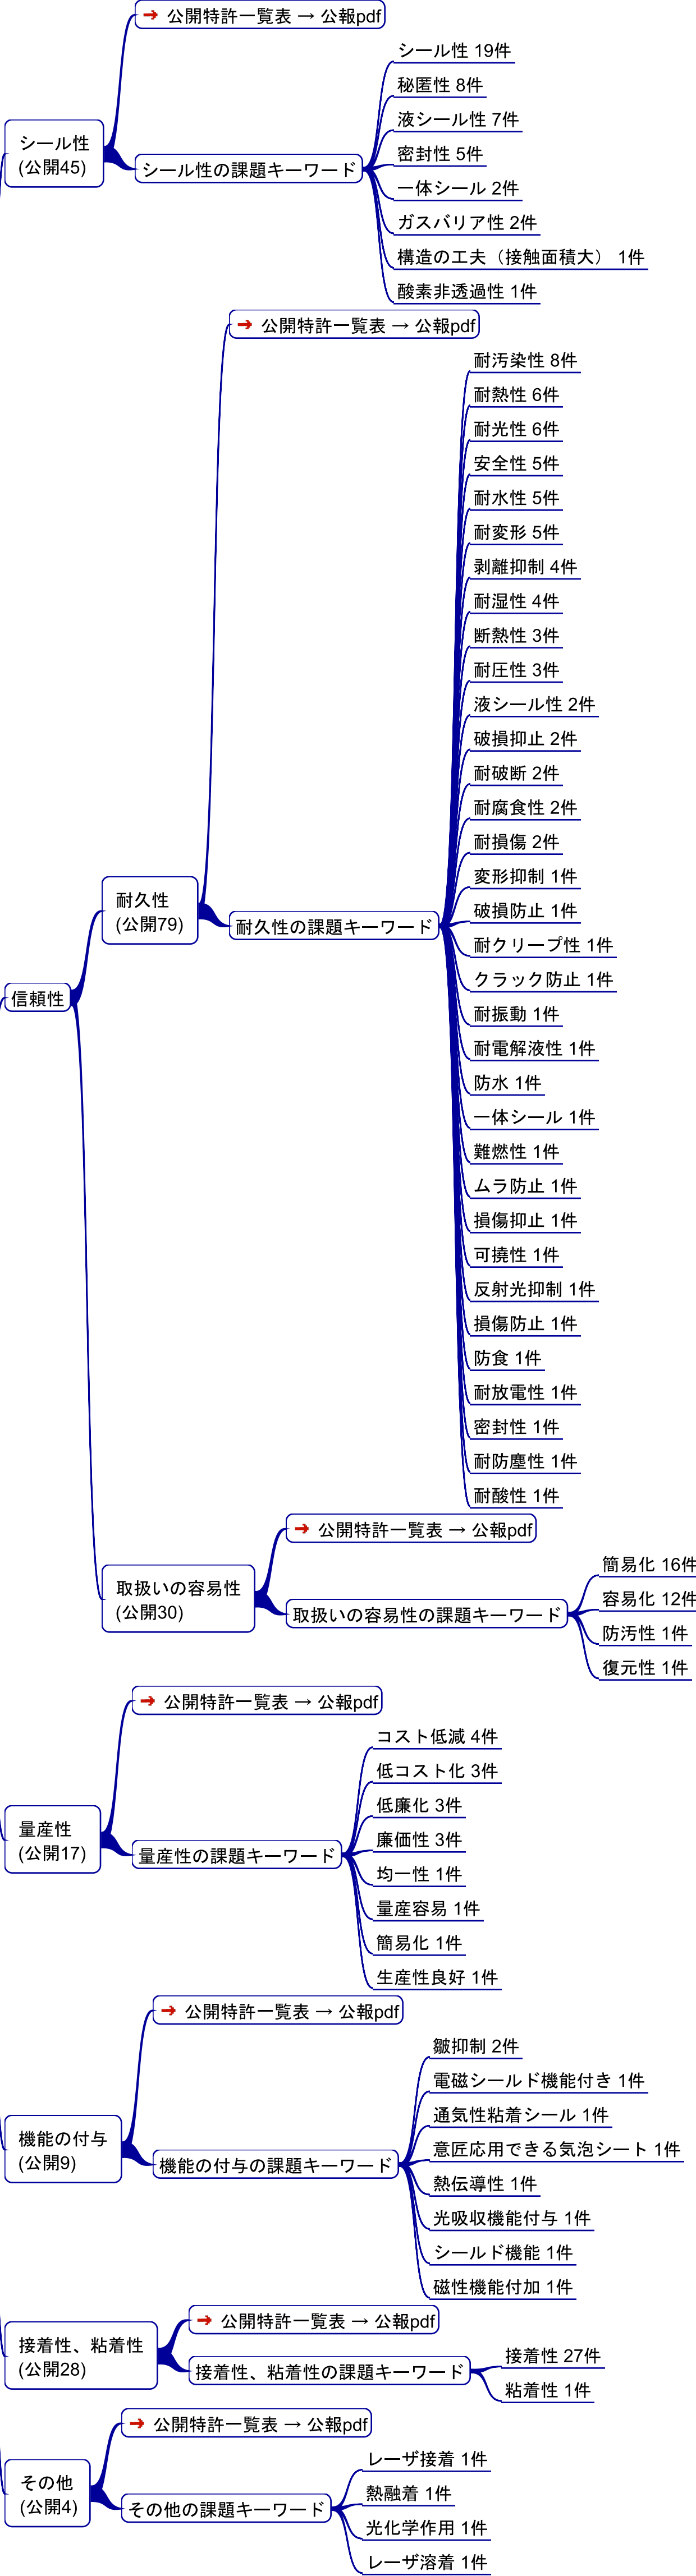 ➜ 公開特許一覧表 → 公報pdf
シール性
(公開45)
シール性の課題キーワード
シール性 19件
秘匿性 8件
液シール性 7件
密封性 5件
一体シール 2件
ガスバリア性 2件
構造の工夫（接触面積大） 1件
酸素非透過性 1件
信頼性
耐久性
(公開79)
➜ 公開特許一覧表 → 公報pdf
耐久性の課題キーワード
耐汚染性 8件
耐熱性 6件
耐光性 6件
安全性 5件
耐水性 5件
耐変形 5件
剥離抑制 4件
耐湿性 4件
断熱性 3件
耐圧性 3件
液シール性 2件
破損抑止 2件
耐破断 2件
耐腐食性 2件
耐損傷 2件
変形抑制 1件
破損防止 1件
耐クリープ性 1件
クラック防止 1件
耐振動 1件
耐電解液性 1件
防水 1件
一体シール 1件
難燃性 1件
ムラ防止 1件
損傷抑止 1件
可撓性 1件
反射光抑制 1件
損傷防止 1件
防食 1件
耐放電性 1件
密封性 1件
耐防塵性 1件
耐酸性 1件
取扱いの容易性
(公開30)
➜ 公開特許一覧表 → 公報pdf
取扱いの容易性の課題キーワード
簡易化 16件
容易化 12件
防汚性 1件
復元性 1件
量産性
(公開17)
➜ 公開特許一覧表 → 公報pdf
量産性の課題キーワード
コスト低減 4件
低コスト化 3件
低廉化 3件
廉価性 3件
均一性 1件
量産容易 1件
簡易化 1件
生産性良好 1件
機能の付与
(公開9)
➜ 公開特許一覧表 → 公報pdf
機能の付与の課題キーワード
皺抑制 2件
電磁シールド機能付き 1件
通気性粘着シール 1件
意匠応用できる気泡シート 1件
熱伝導性 1件
光吸収機能付与 1件
シールド機能 1件
磁性機能付加 1件
接着性、粘着性
(公開28)
➜ 公開特許一覧表 → 公報pdf
接着性、粘着性の課題キーワード
接着性 27件
粘着性 1件
その他
(公開4)
➜ 公開特許一覧表 → 公報pdf
その他の課題キーワード
レーザ接着 1件
熱融着 1件
光化学作用 1件
レーザ溶着 1件